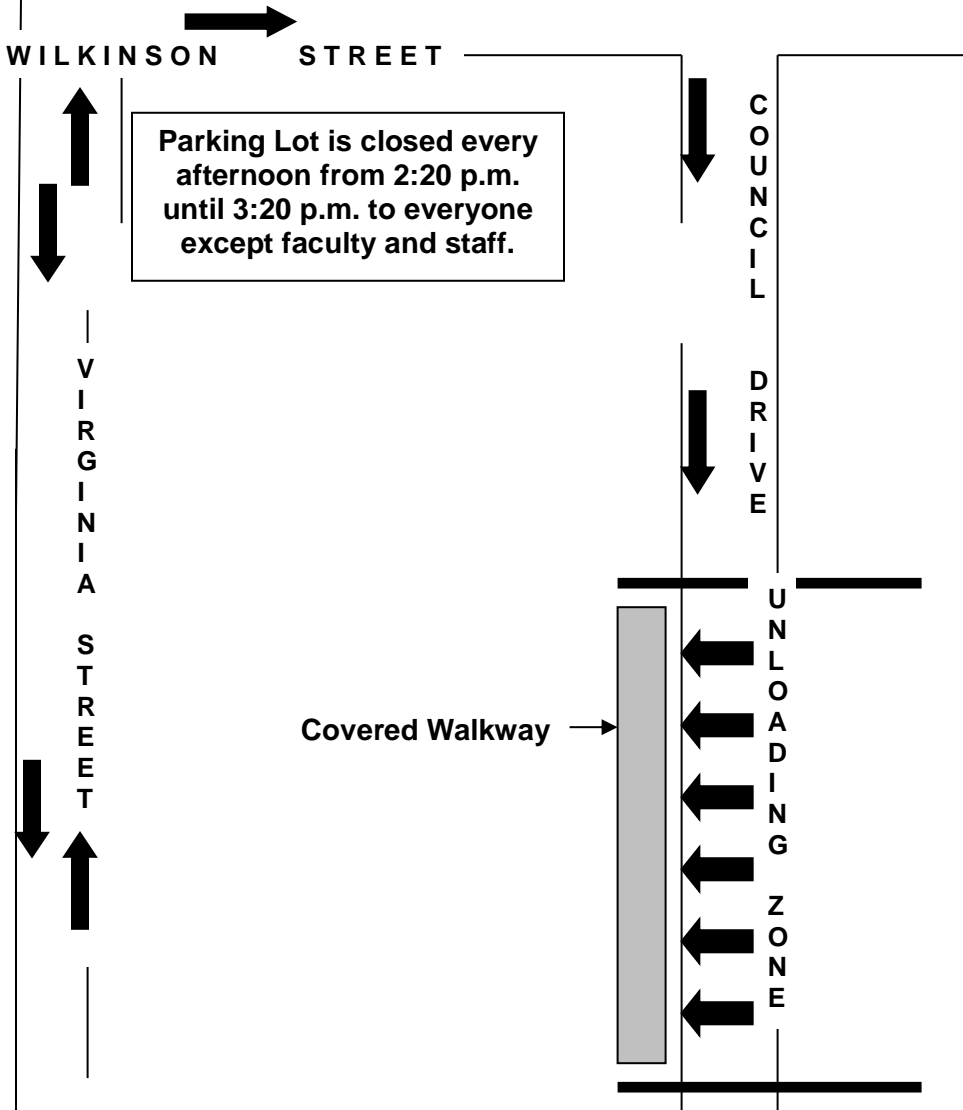 WILKINSON STREET
Parking Lot is closed every
afternoon from 2:20 p.m.
until 3:20 p.m. to everyone
except faculty and staff.
COUNCIL DRIVE
VIRGINIA STREET
UNLOADING ZONE
Covered Walkway